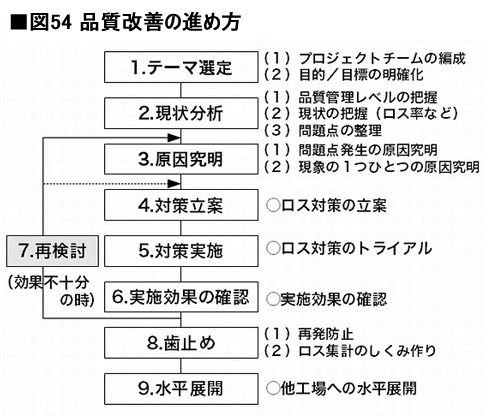 ■図54 品質改善の進め方
1.テーマ選定
（1）プロジェクトチームの編成
（2）目的／目標の明確化
2.現状分析
（1）品質管理レベルの把握
（2）現状の把握（ロス率など）
（3）問題点の整理
3.原因究明
（1）問題点発生の原因究明
（2）現象の１つひとつの原因究明
4.対策立案
○ロス対策の立案
7.再検討
（効果不十分
の時）
5.対策実施
○ロス対策のトライアル
6.実施効果の確認
○実施効果の確認
8.歯止め
（1）再発防止
（2）ロス集計のしくみ作り
9.水平展開
○他工場への水平展開